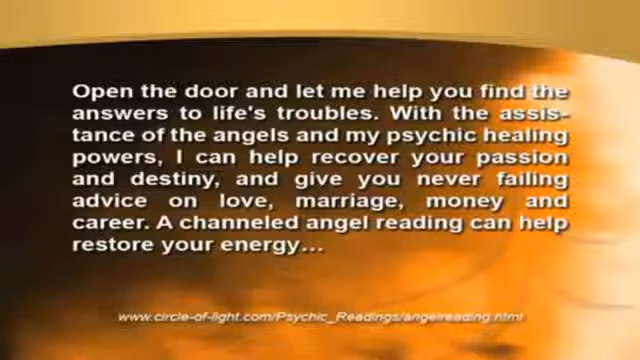 Open the door and let me help you find the
answers to life's troubles. With the assis-
tance of the angels and my psychic healing
powers, I can help recover your passion
and destiny, and give you never failing
advice on love, marriage, money and
career. A channeled angel reading can help
restore your energy...
www.circle-of-light.com/Psychic_Readings/angelreading.html